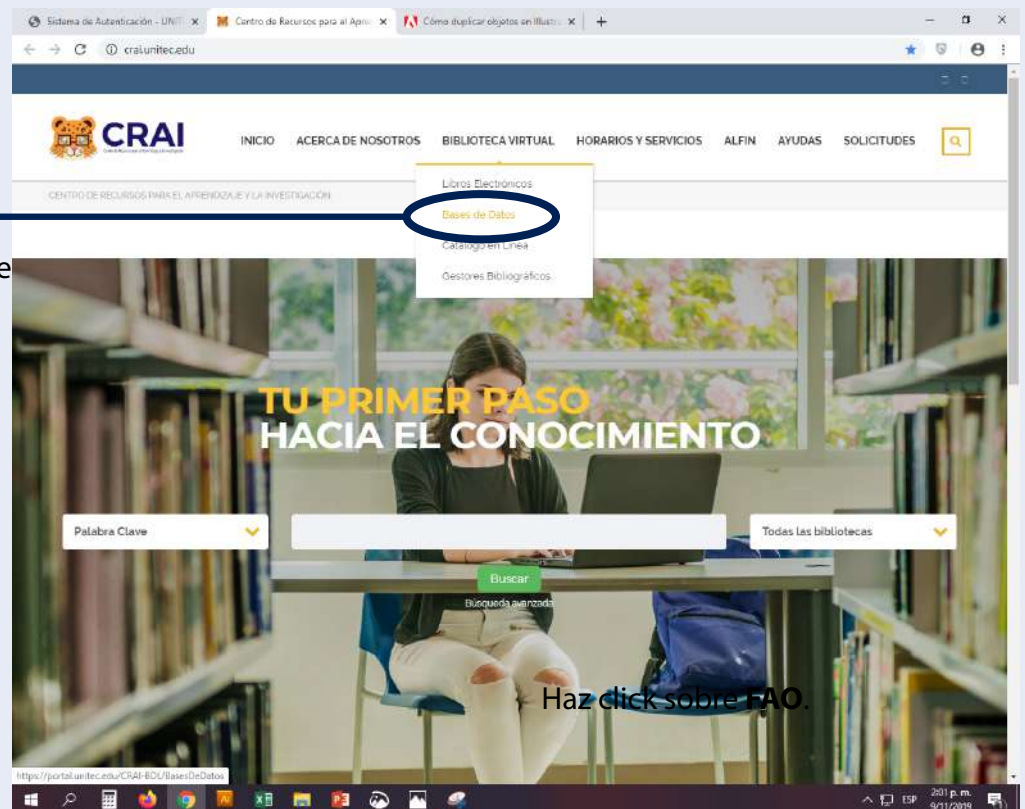 Sistema de Autenticación - UNIT
Centro de Recursos para el Apren
Cómo duplicar objetos en Illustra
crai.unitec.edu
CRAI
INICIO ACERCA DE NOSOTROS BIBLIOTECA VIRTUAL HORARIOS Y SERVICIOS ALFIN AYUDAS SOLICITUDES
CENTRO DE RECURSOS PARA EL APRENDIZAJE Y LA INVESTIGACIÓN
Libros Electrónicos
Bases de Datos
Catálogo en Línea
Gestores Bibliográficos
e
TU PRIMER PASO
HACIA EL CONOCIMIENTO
Palabra Clave
Todas las bibliotecas
Buscar
Búsqueda avanzada
Haz click sobre FAO.
https://portal.unitec.edu/CRAI-BDL/BasesDeDatos
ESP
2:01 p. m.
9/11/2019